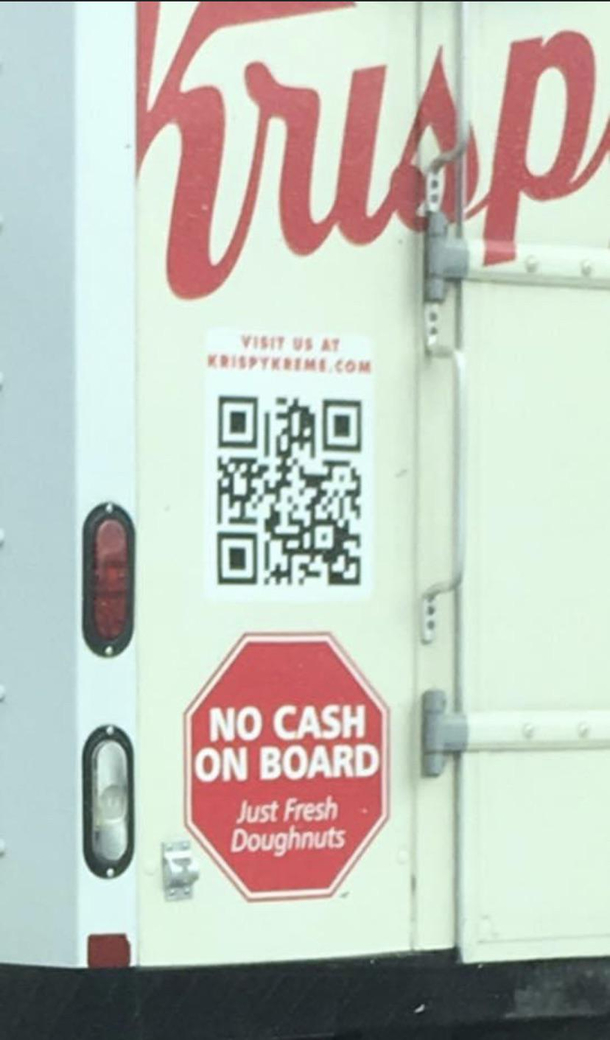 Krisp
VISIT US AT
KRISPYKREME.COM
NO CASH
ON BOARD
Just Fresh
Doughnuts